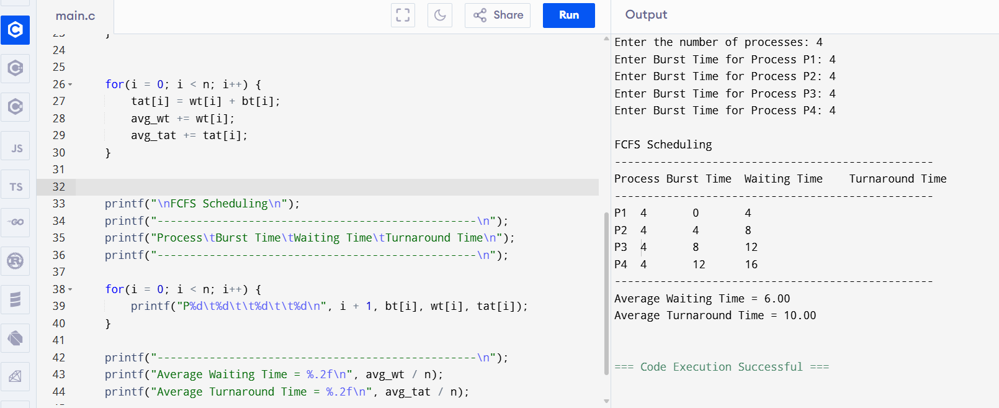 main.c
Share
Run
Output
JS
TS
GO
23 }
24
25
26 for(i = 0; i < n; i++) {
27 tat[i] = wt[i] + bt[i];
28 avg_wt += wt[i];
29 avg_tat += tat[i];
30 }
31
32
33 printf("\nFCFS Scheduling\n");
34 printf("-------------------------------------------------\n");
35 printf("Process\tBurst Time\tWaiting Time\tTurnaround Time\n");
36 printf("-------------------------------------------------\n");
37
38 for(i = 0; i < n; i++) {
39 printf("P%d\t%d\t\t%d\t\t%d\n", i + 1, bt[i], wt[i], tat[i]);
40 }
41
42 printf("-------------------------------------------------\n");
43 printf("Average Waiting Time = %.2f\n", avg_wt / n);
44 printf("Average Turnaround Time = %.2f\n", avg_tat / n);
Enter the number of processes: 4
Enter Burst Time for Process P1: 4
Enter Burst Time for Process P2: 4
Enter Burst Time for Process P3: 4
Enter Burst Time for Process P4: 4
FCFS Scheduling
-------------------------------------------------
Process Burst Time Waiting Time Turnaround Time
-------------------------------------------------
P1 4 0 4
P2 4 4 8
P3 4 8 12
P4 4 12 16
-------------------------------------------------
Average Waiting Time = 6.00
Average Turnaround Time = 10.00
=== Code Execution Successful ===